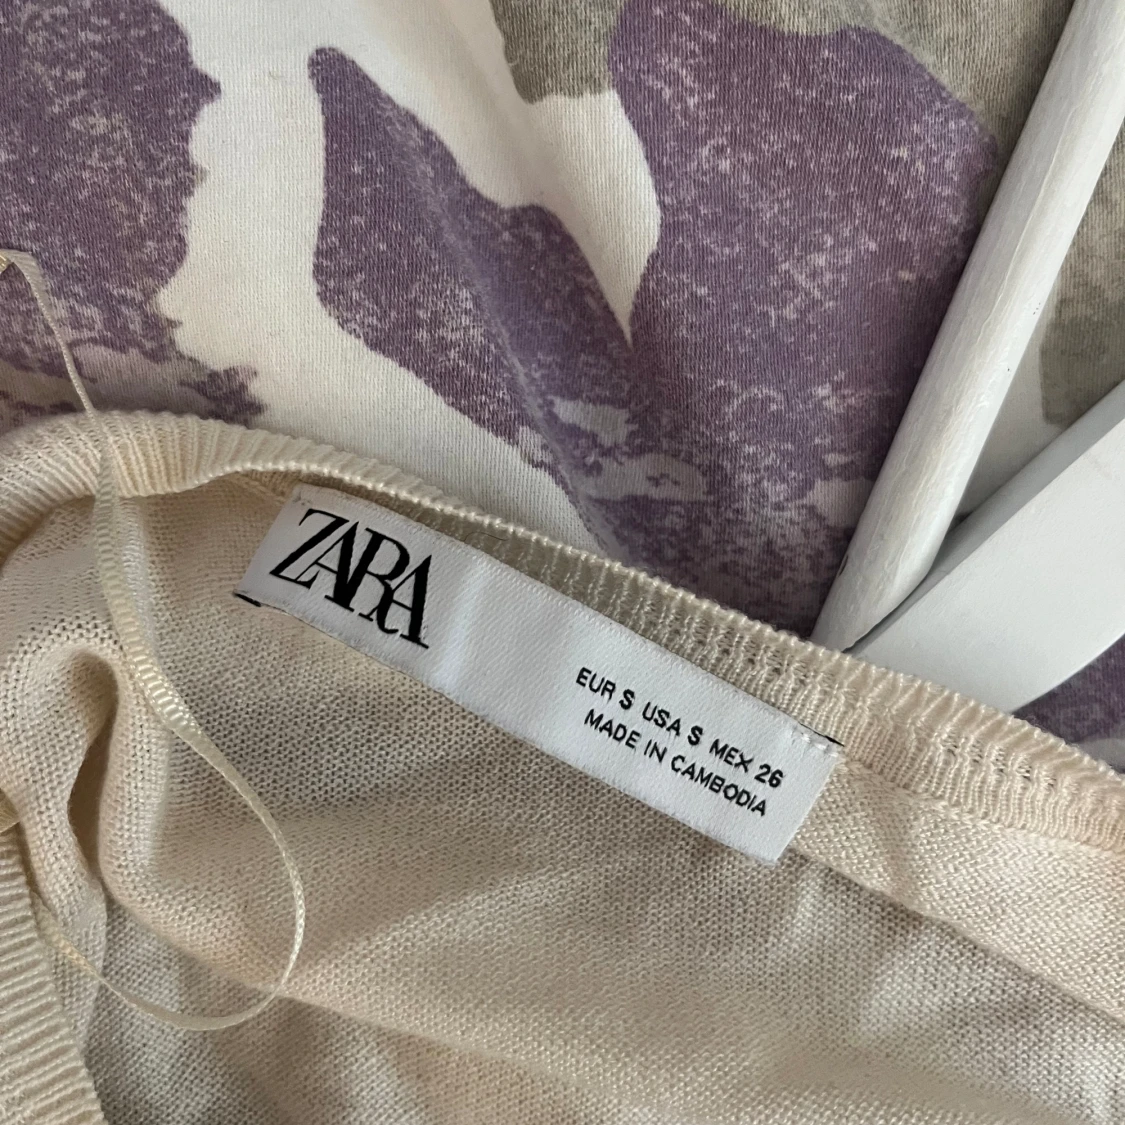 ZARA
EUR S USA S MEX 26
MADE IN CAMBODIA